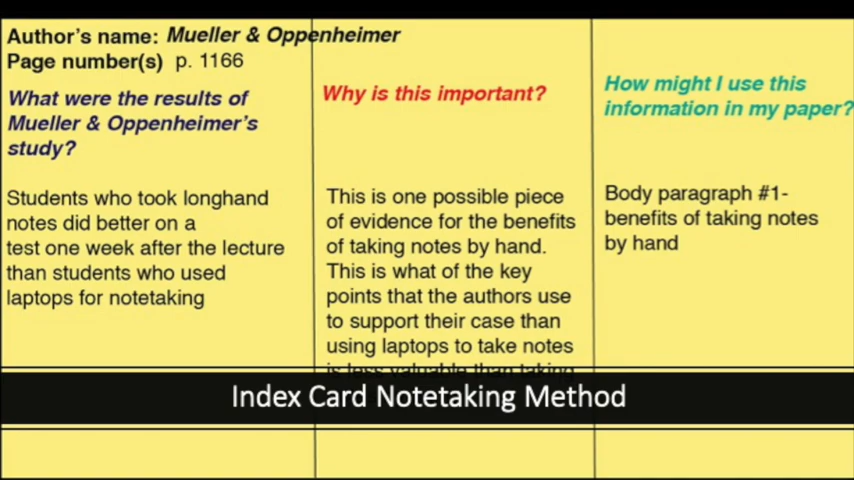 Author's name: Mueller & Oppenheimer
Page number(s) p. 1166
What were the results of
Mueller & Oppenheimer's
study?
Students who took longhand
notes did better on a
test one week after the lecture
than students who used
laptops for notetaking
Why is this important?
This is one possible piece
of evidence for the benefits
of taking notes by hand.
This is what of the key
points that the authors use
to support their case than
using laptops to take notes
is less valuable than taking
How might I use this
information in my paper?
Body paragraph #1-
benefits of taking notes
by hand
Index Card Notetaking Method